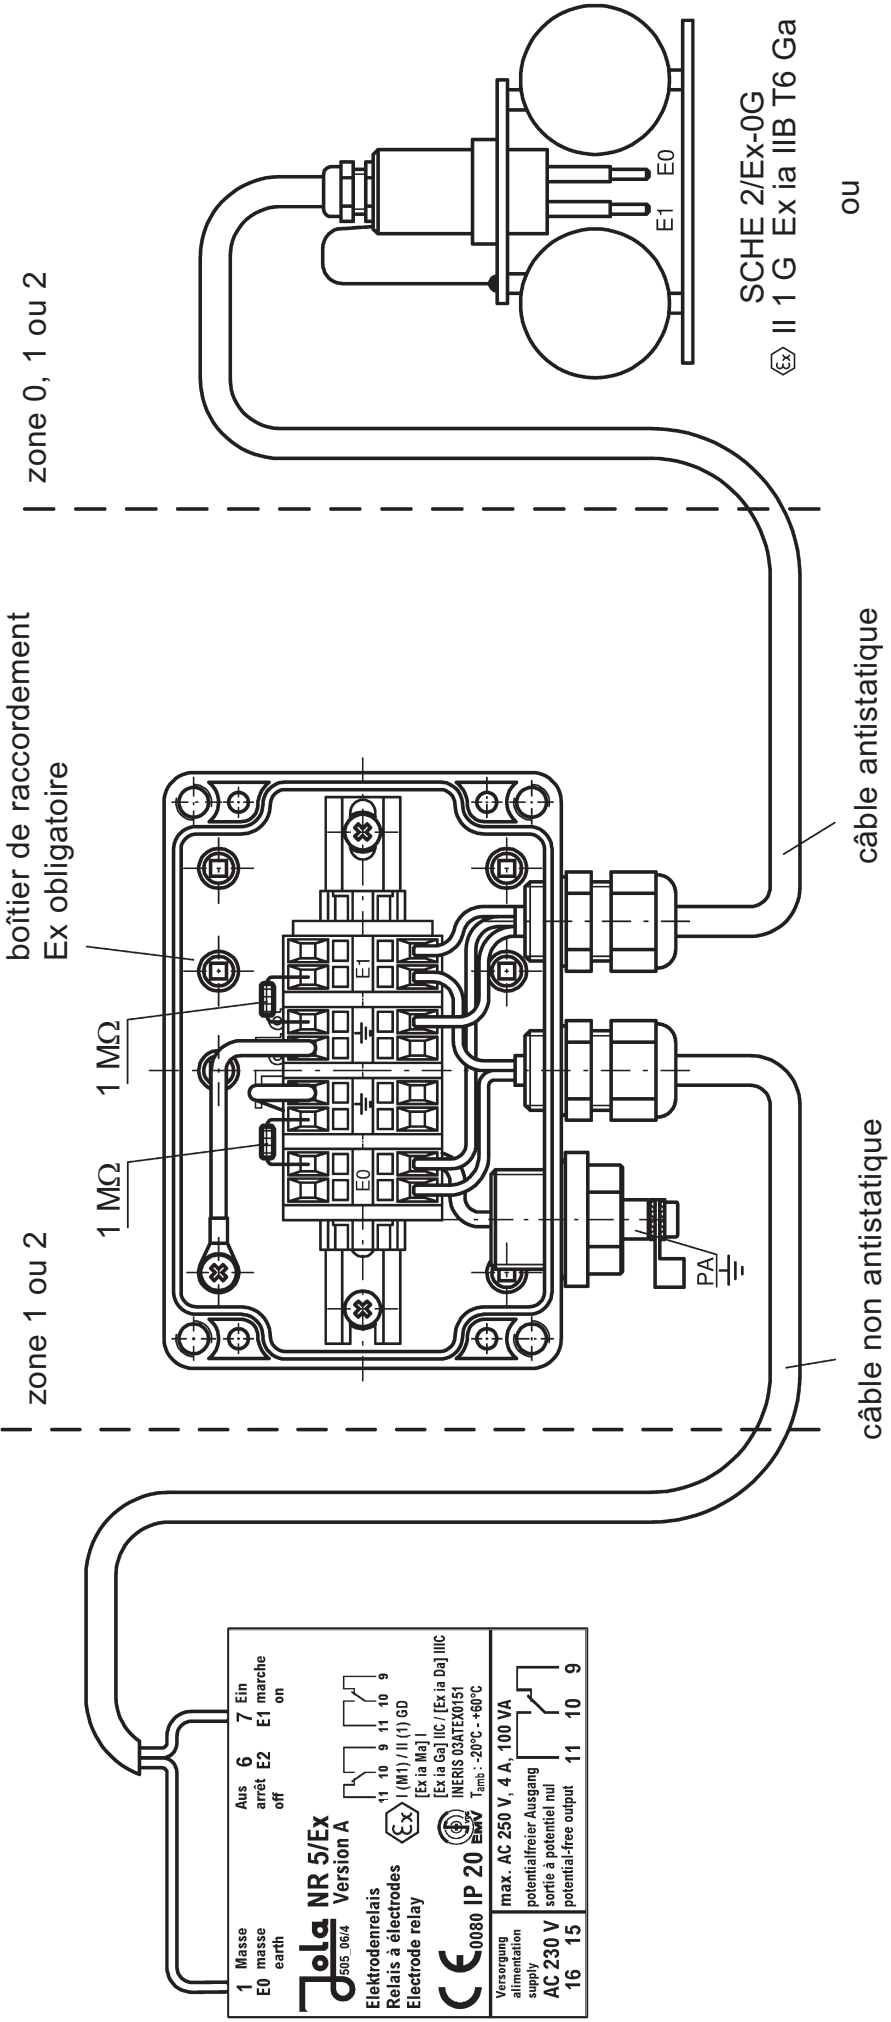 zone 1 ou 2
boîtier de raccordement
Ex obligatoire
zone 0, 1 ou 2
1 MΩ
1 MΩ
E0
E1
PA
E1
E0
SCHE 2/Ex-0G
Ex II 1 G Ex ia IIB T6 Ga
ou
câble non antistatique
câble antistatique
1 Masse
E0 masse
earth
Aus 6
arrêt E2
off
7 Ein
E1 marche
on
Jola NR 5/Ex
505_06/4 Version A
Elektrodenrelais
Relais à électrodes
Electrode relay
11 10 9
11 10 9
Ex I (M1) / II (1) GD
[Ex ia Ma] I
[Ex ia Ga] IIC / [Ex ia Da] IIIC
INERIS 03ATEX0151
Tamb : -20°C - +60°C
CE 0080 IP 20
VDE
EMV
Versorgung
alimentation
supply
AC 230 V
16 15
max. AC 250 V, 4 A, 100 VA
potentialfreier Ausgang
sortie à potentiel nul
potential-free output
11 10 9